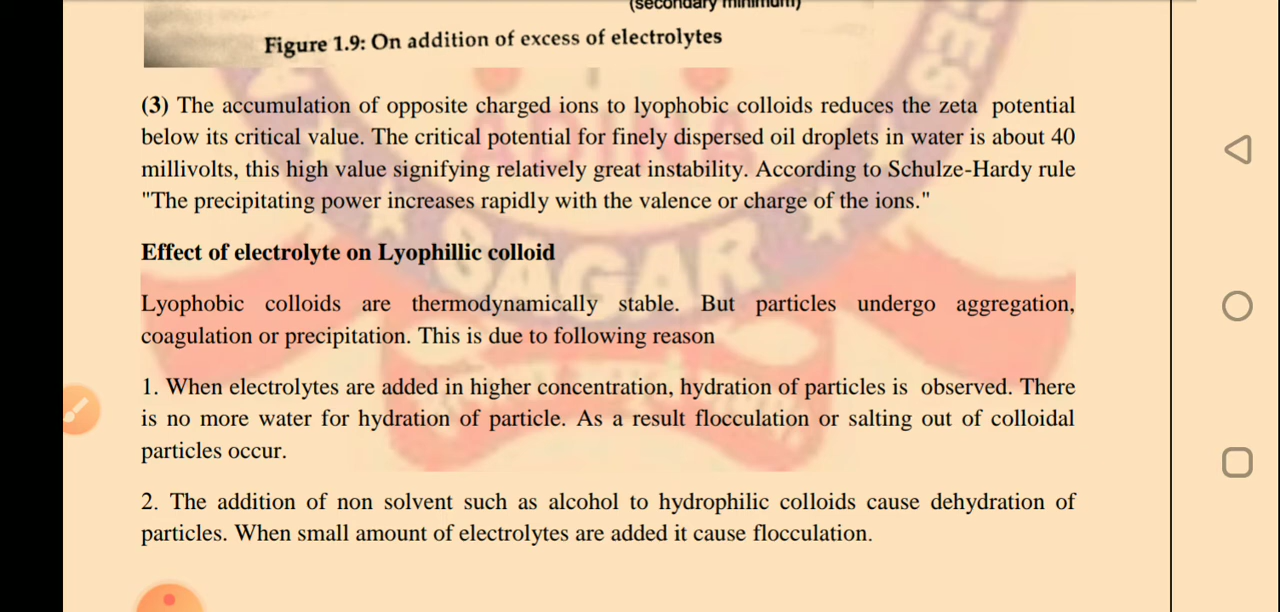 (secondary minimum)
Figure 1.9: On addition of excess of electrolytes
(3) The accumulation of opposite charged ions to lyophobic colloids reduces the zeta potential
below its critical value. The critical potential for finely dispersed oil droplets in water is about 40
millivolts, this high value signifying relatively great instability. According to Schulze-Hardy rule
"The precipitating power increases rapidly with the valence or charge of the ions."
Effect of electrolyte on Lyophillic colloid
Lyophobic colloids are thermodynamically stable. But particles undergo aggregation,
coagulation or precipitation. This is due to following reason
1. When electrolytes are added in higher concentration, hydration of particles is observed. There
is no more water for hydration of particle. As a result flocculation or salting out of colloidal
particles occur.
2. The addition of non solvent such as alcohol to hydrophilic colloids cause dehydration of
particles. When small amount of electrolytes are added it cause flocculation.
ADINA
SAGAR